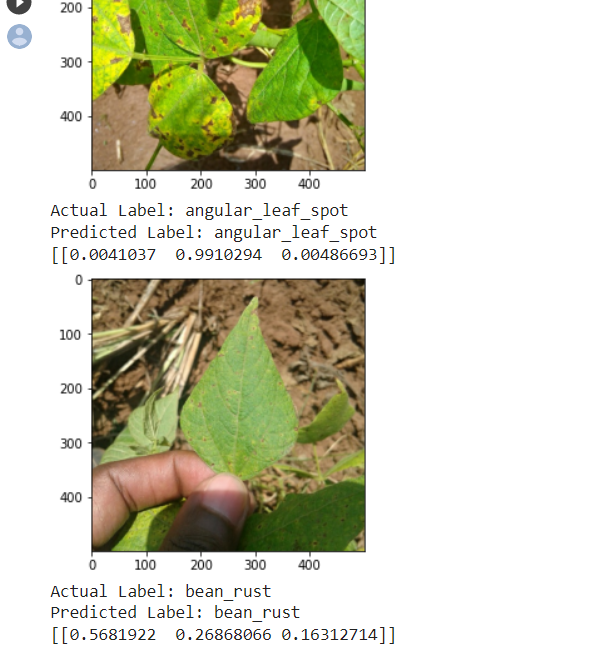 200
300
400
0 100 200 300 400
Actual Label: angular_leaf_spot
Predicted Label: angular_leaf_spot
[[0.0041037 0.9910294 0.00486693]]
0
100
200
300
400
0 100 200 300 400
Actual Label: bean_rust
Predicted Label: bean_rust
[[0.5681922 0.26868066 0.16312714]]